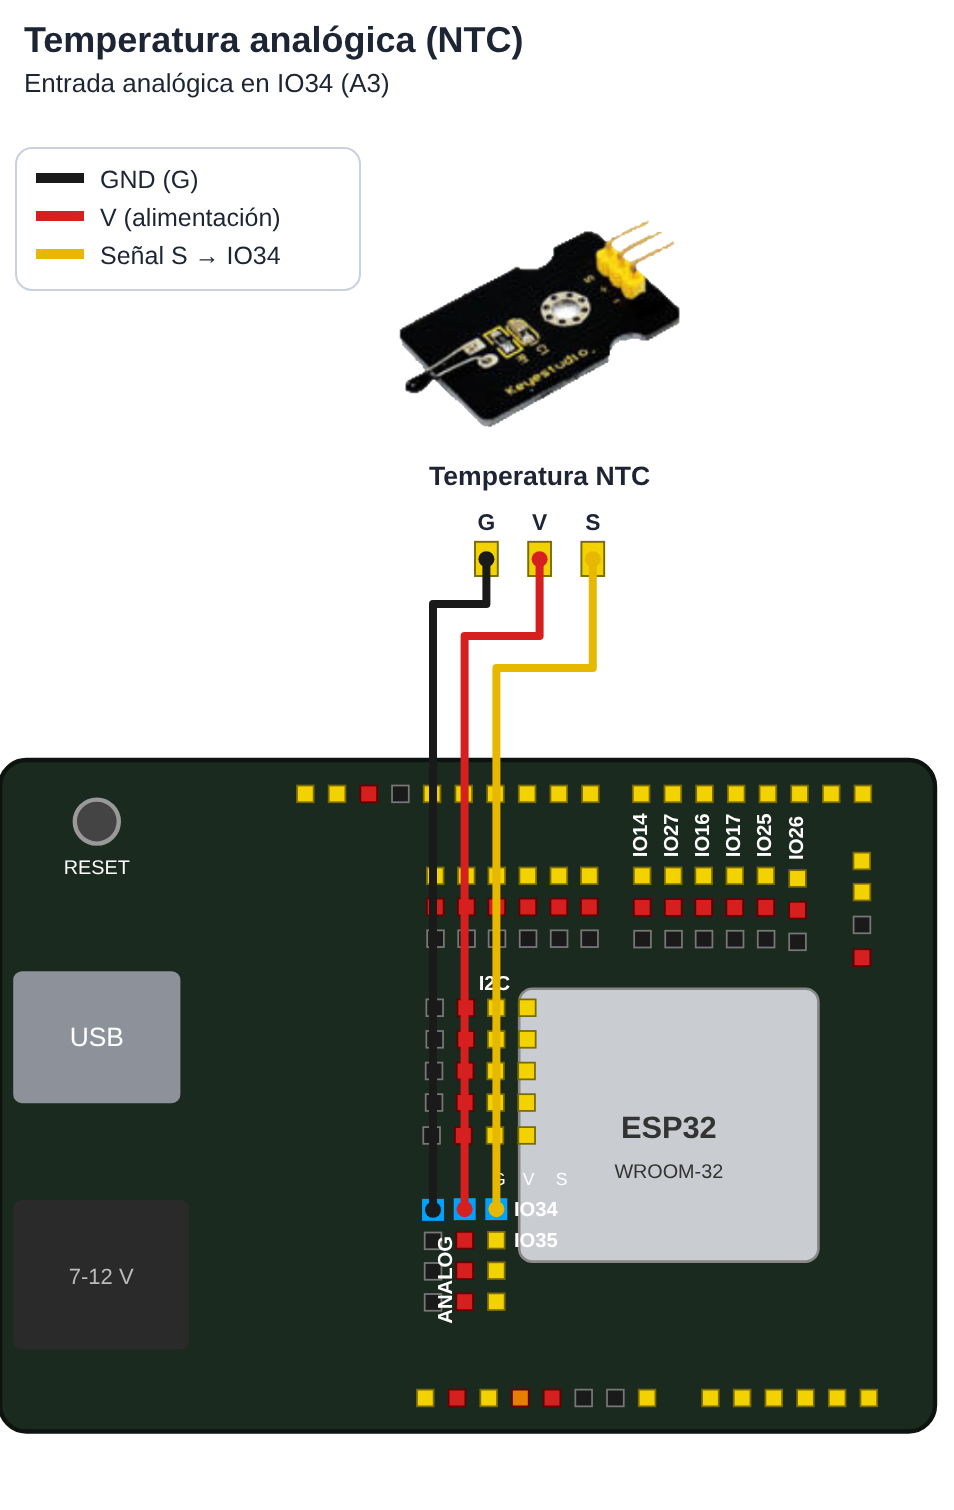 Temperatura analógica (NTC)
Entrada analógica en IO34 (A3)
GND (G)
V (alimentación)
Señal S → IO34
Keyestudio.
Temperatura NTC
G V S
RESET
IO14 IO27 IO16 IO17 IO25 IO26
I2C
USB
ESP32
WROOM-32
G V S
IO34
IO35
ANALOG
7-12 V